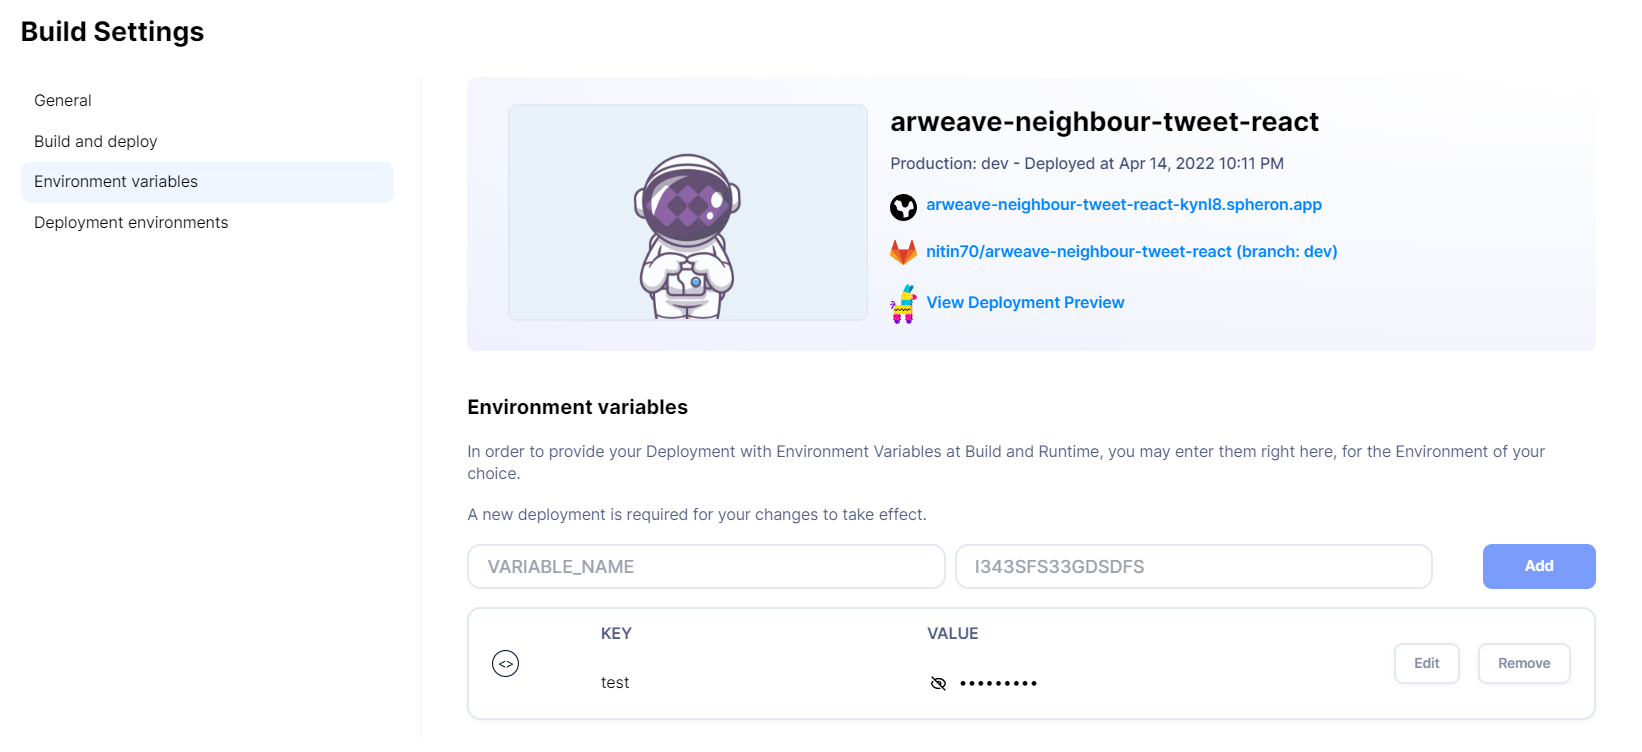 Build Settings
General
Build and deploy
Environment variables
Deployment environments
arweave-neighbour-tweet-react
Production: dev - Deployed at Apr 14, 2022 10:11 PM
arweave-neighbour-tweet-react-kynl8.spheron.app
nitin70/arweave-neighbour-tweet-react (branch: dev)
View Deployment Preview
Environment variables
In order to provide your Deployment with Environment Variables at Build and Runtime, you may enter them right here, for the Environment of your
choice.
A new deployment is required for your changes to take effect.
VARIABLE_NAME I343SFS33GDSDFS Add
KEY VALUE
Edit Remove
test •••••••••